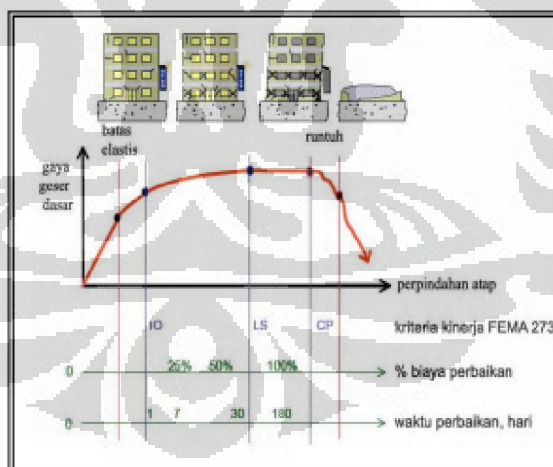 batas
elastis
runtuh
gaya
geser
dasar
perpindahan atap
IO LS CP kriteria kinerja FEMA 273
0 25% 50% 100% % biaya perbaikan
0 1 7 30 180 waktu perbaikan, hari